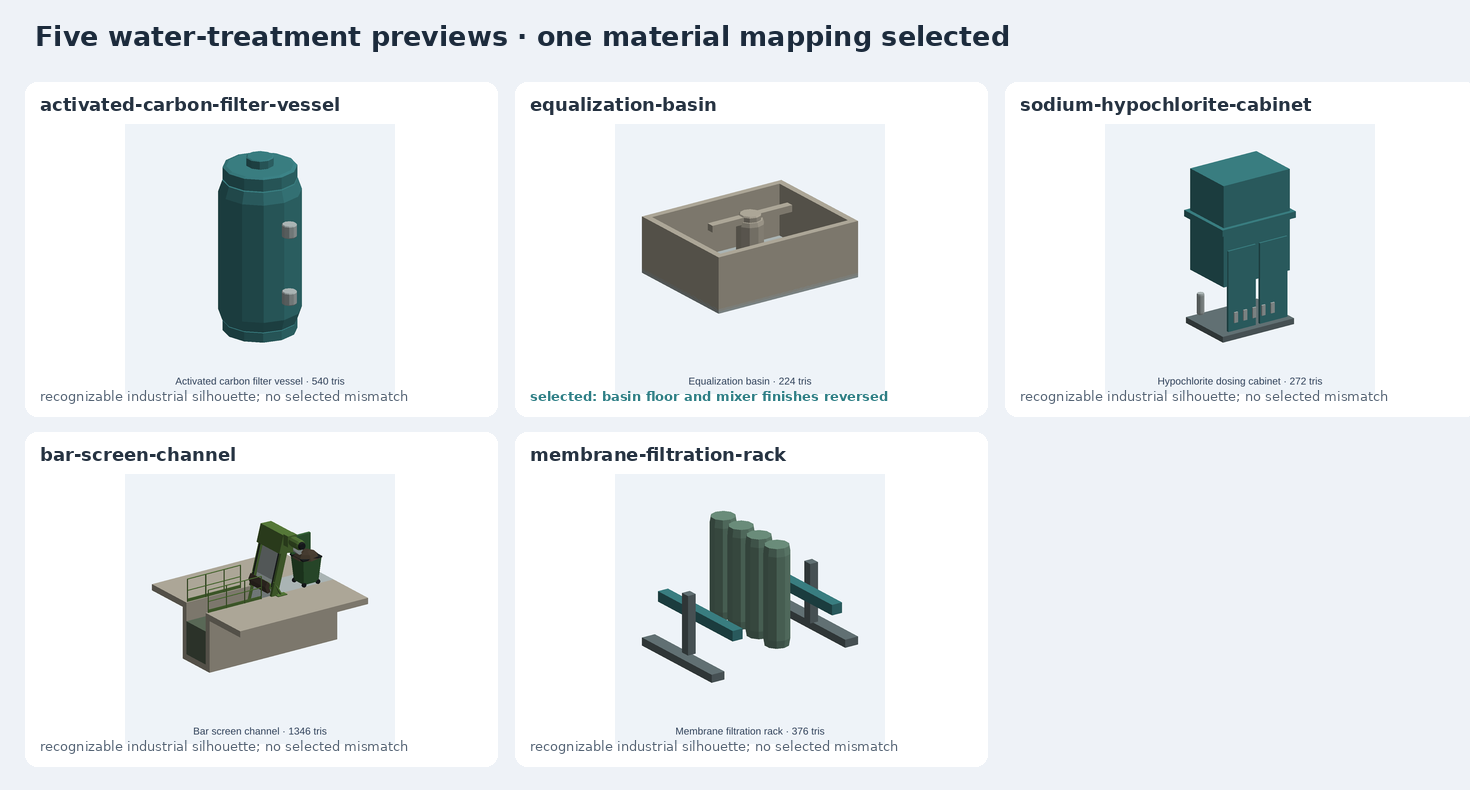 Five water-treatment previews · one material mapping selected
activated-carbon-filter-vessel
Activated carbon filter vessel · 540 tris
recognizable industrial silhouette; no selected mismatch
equalization-basin
Equalization basin · 224 tris
selected: basin floor and mixer finishes reversed
sodium-hypochlorite-cabinet
Hypochlorite dosing cabinet · 272 tris
recognizable industrial silhouette; no selected mismatch
bar-screen-channel
Bar screen channel · 1346 tris
recognizable industrial silhouette; no selected mismatch
membrane-filtration-rack
Membrane filtration rack · 376 tris
recognizable industrial silhouette; no selected mismatch